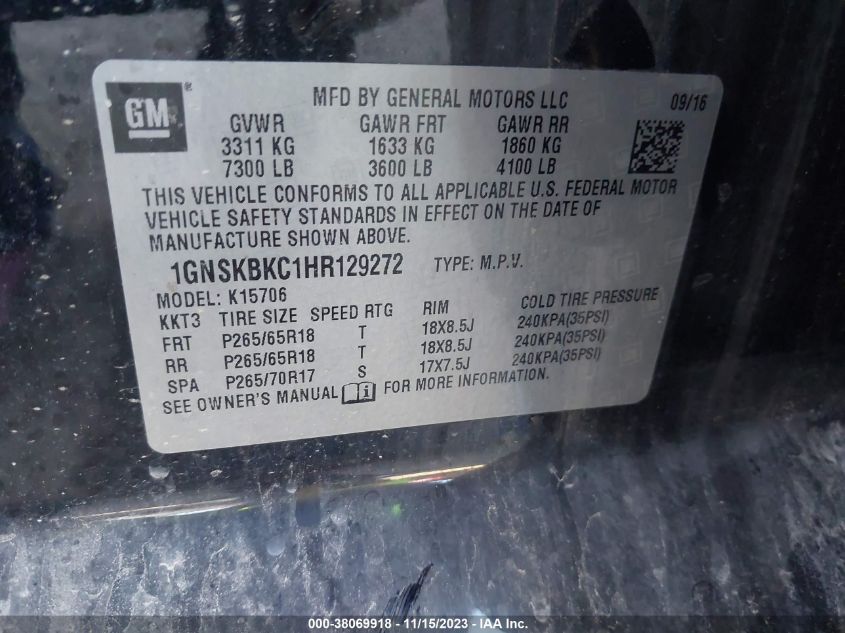 GM
®
MFD BY GENERAL MOTORS LLC 09/16
GVWR GAWR FRT GAWR RR
3311 KG 1633 KG 1860 KG
7300 LB 3600 LB 4100 LB
THIS VEHICLE CONFORMS TO ALL APPLICABLE U.S. FEDERAL MOTOR
VEHICLE SAFETY STANDARDS IN EFFECT ON THE DATE OF
MANUFACTURE SHOWN ABOVE.
1GNSKBKC1HR129272 TYPE: M.P.V.
MODEL: K15706
KKT3 TIRE SIZE SPEED RTG RIM COLD TIRE PRESSURE
FRT P265/65R18 T 18X8.5J 240KPA(35PSI)
RR P265/65R18 T 18X8.5J 240KPA(35PSI)
SPA P265/70R17 S 17X7.5J 240KPA(35PSI)
SEE OWNER'S MANUAL i FOR MORE INFORMATION.
000-38069918 - 11/15/2023 - IAA Inc.